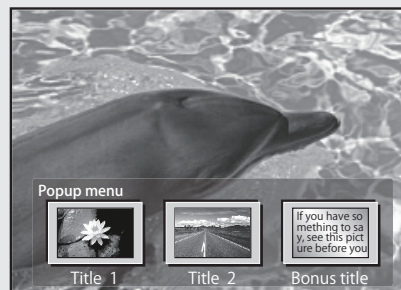 Popup menu
If you have so
mething to sa
y, see this pict
ure before you
Title 1
Title 2
Bonus title